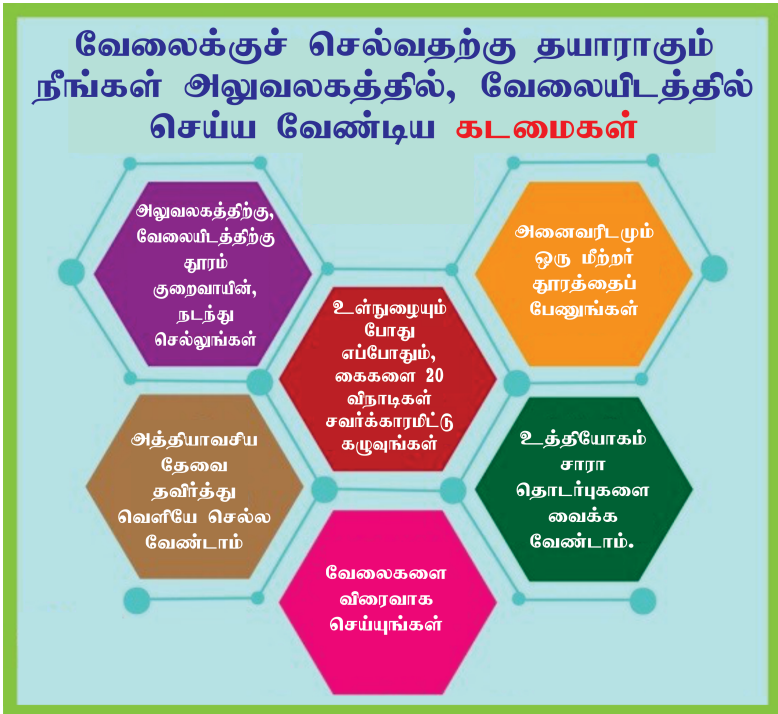 வேலைக்குச் செல்வதற்கு தயாராகும்
நீங்கள் அலுவலகத்தில், வேலையிடத்தில்
செய்ய வேண்டிய கடமைகள்
அலுவலகத்திற்கு,
வேலையிடத்திற்கு
தூரம்
குறைவாயின்,
நடந்து
செல்லுங்கள்
அனைவரிடமும்
ஒரு மீற்றர்
தூரத்தைப்
பேணுங்கள்
உள்நுழையும்
போது
எப்போதும்,
கைகளை 20
விநாடிகள்
சவர்க்காரமிட்டு
கழுவுங்கள்
அத்தியாவசிய
தேவை
தவிர்த்து
வெளியே செல்ல
வேண்டாம்
உத்தியோகம்
சாரா
தொடர்புகளை
வைக்க
வேண்டாம்.
வேலைகளை
விரைவாக
செய்யுங்கள்